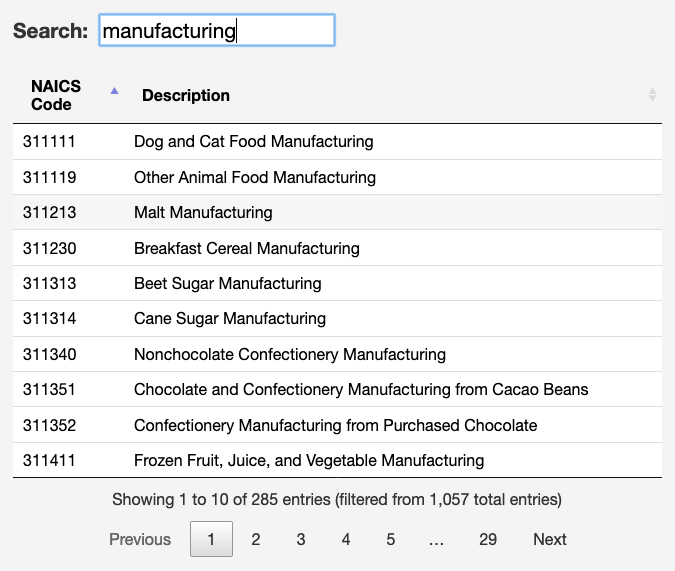 Search: manufacturing
NAICS Code Description
311111 Dog and Cat Food Manufacturing
311119 Other Animal Food Manufacturing
311213 Malt Manufacturing
311230 Breakfast Cereal Manufacturing
311313 Beet Sugar Manufacturing
311314 Cane Sugar Manufacturing
311340 Nonchocolate Confectionery Manufacturing
311351 Chocolate and Confectionery Manufacturing from Cacao Beans
311352 Confectionery Manufacturing from Purchased Chocolate
311411 Frozen Fruit, Juice, and Vegetable Manufacturing
Showing 1 to 10 of 285 entries (filtered from 1,057 total entries)
Previous 1 2 3 4 5 … 29 Next